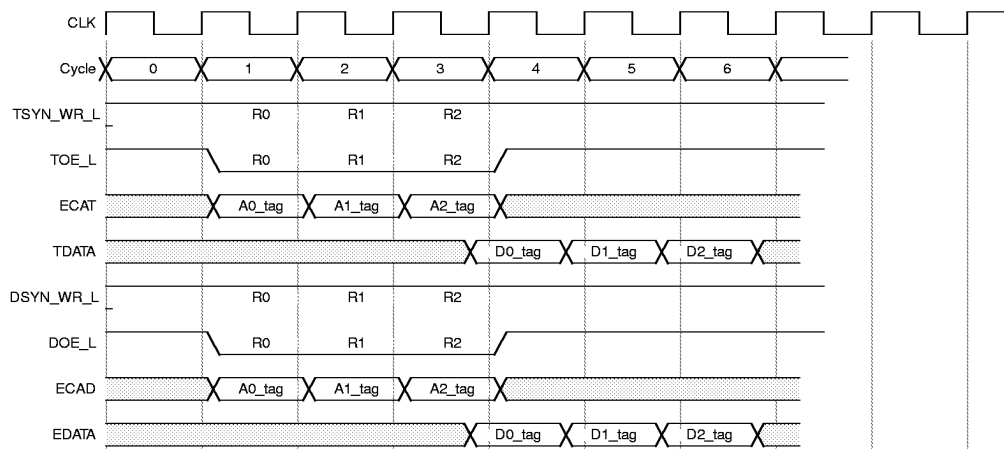 CLK
Cycle 0 1 2 3 4 5 6
TSYN_WR_L R0 R1 R2
TOE_L R0 R1 R2
ECAT A0_tag A1_tag A2_tag
TDATA D0_tag D1_tag D2_tag
DSYN_WR_L R0 R1 R2
DOE_L R0 R1 R2
ECAD A0_tag A1_tag A2_tag
EDATA D0_tag D1_tag D2_tag